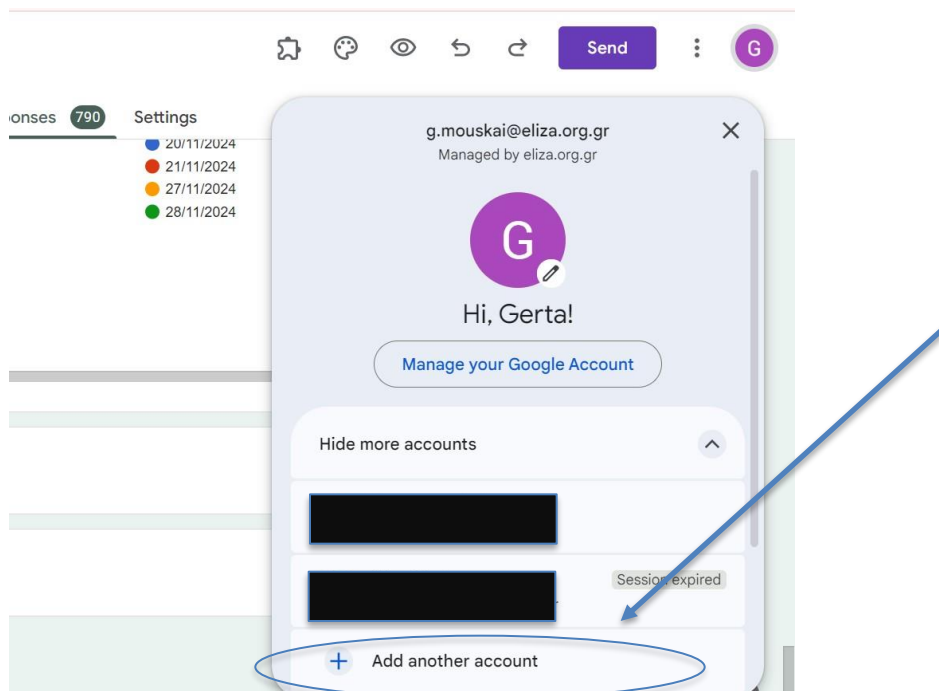 Send
G
onses 790 Settings
20/11/2024
21/11/2024
27/11/2024
28/11/2024
g.mouskai@eliza.org.gr
Managed by eliza.org.gr
G
Hi, Gerta!
Manage your Google Account
Hide more accounts
Session expired
+ Add another account